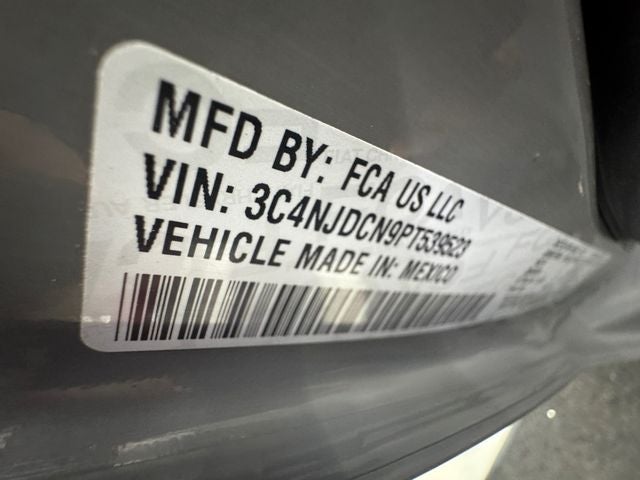 MFD BY: FCA US LLC
VIN: 3C4NJDCN9PT539523
VEHICLE MADE IN: MEXICO